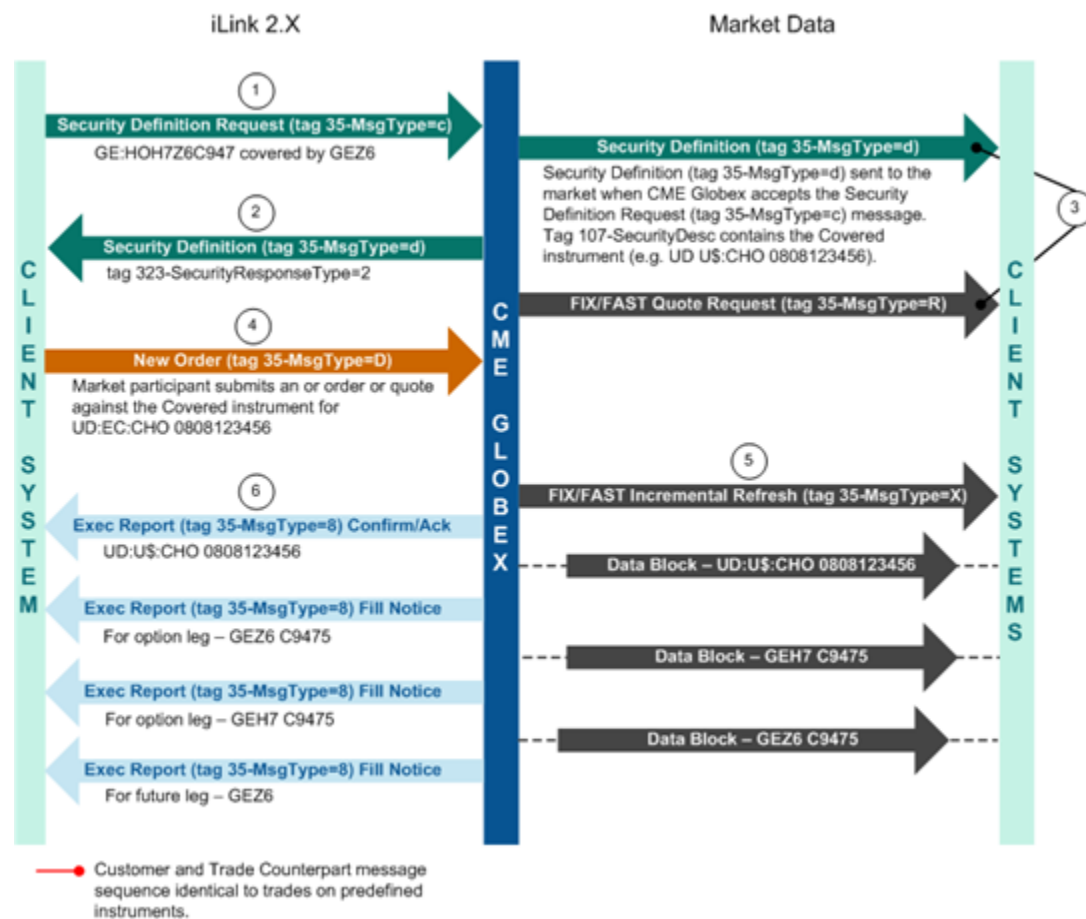 iLink 2.X
Market Data
1
Security Definition Request (tag 35-MsgType=c)
GE:HOH7Z6C947 covered by GEZ6
Security Definition (tag 35-MsgType=d)
Security Definition (tag 35-MsgType=d) sent to the
market when CME Globex accepts the Security
Definition Request (tag 35-MsgType=c) message.
Tag 107-SecurityDesc contains the Covered
instrument (e.g. UD U$:CHO 0808123456).
2
Security Definition (tag 35-MsgType=d)
tag 323-SecurityResponseType=2
3
FIX/FAST Quote Request (tag 35-MsgType=R)
4
New Order (tag 35-MsgType=D)
Market participant submits an or order or quote
against the Covered instrument for
UD:EC:CHO 0808123456
5
FIX/FAST Incremental Refresh (tag 35-MsgType=X)
Data Block – UD:U$:CHO 0808123456
Data Block – GEH7 C9475
Data Block – GEZ6 C9475
6
Exec Report (tag 35-MsgType=8) Confirm/Ack
UD:U$:CHO 0808123456
Exec Report (tag 35-MsgType=8) Fill Notice
For option leg – GEZ6 C9475
Exec Report (tag 35-MsgType=8) Fill Notice
For option leg – GEH7 C9475
Exec Report (tag 35-MsgType=8) Fill Notice
For future leg – GEZ6
CLIENT SYSTEM
CME GLOBEX
CLIENT SYSTEMS
Customer and Trade Counterpart message
sequence identical to trades on predefined
instruments.